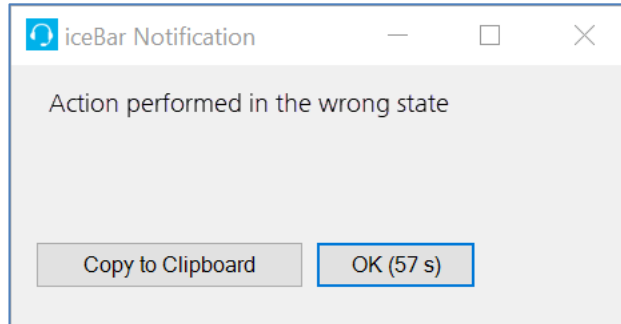 iceBar Notification
Action performed in the wrong state
Copy to Clipboard OK (57 s)